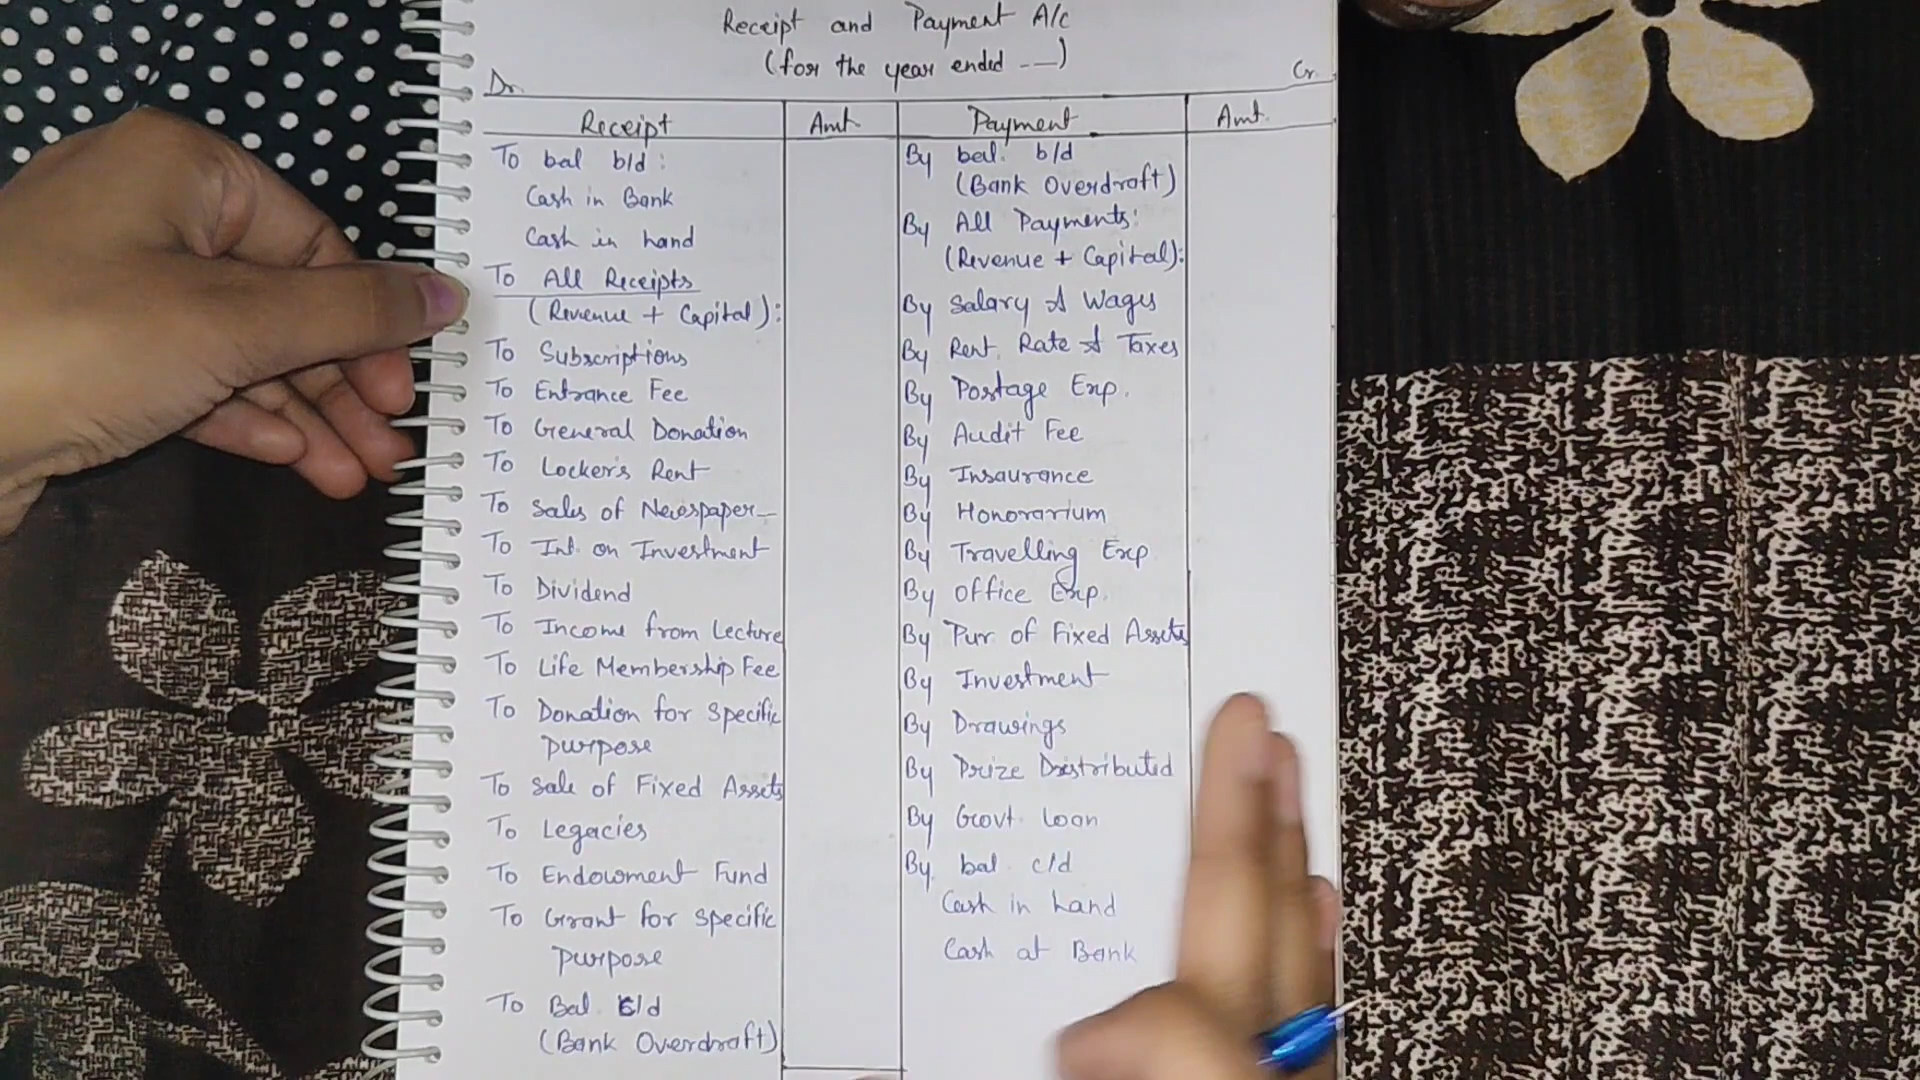 Receipt and Payment A/c
(for the year ended -- —)
Dr.
Cr.
Receipt
Amt.
Payment
Amt.
To bal b/d :
Cash in Bank
Cash in hand
To All Receipts
(Revenue + Capital) :
To Subscriptions
To Entrance Fee
To General Donation
To Locker's Rent
To Sales of Newspaper
To Int. on Investment
To Dividend
To Income from Lecture
To Life Membership Fee
To Donation for Specific
purpose
To Sale of Fixed Assets
To Legacies
To Endowment Fund
To Grant for specific
purpose
To Bal. c/d
(Bank Overdraft)
By bal. b/d
(Bank Overdraft)
By All Payments:
(Revenue + Capital):
By Salary & Wages
By Rent, Rate & Taxes
By Postage Exp.
By Audit Fee
By Insaurance
By Honorarium
By Travelling Exp
By Office Exp.
By Pur of Fixed Assets
By Investment
By Drawings
By Prize Distributed
By Govt. Loan
By bal. c/d
Cash in hand
Cash at Bank